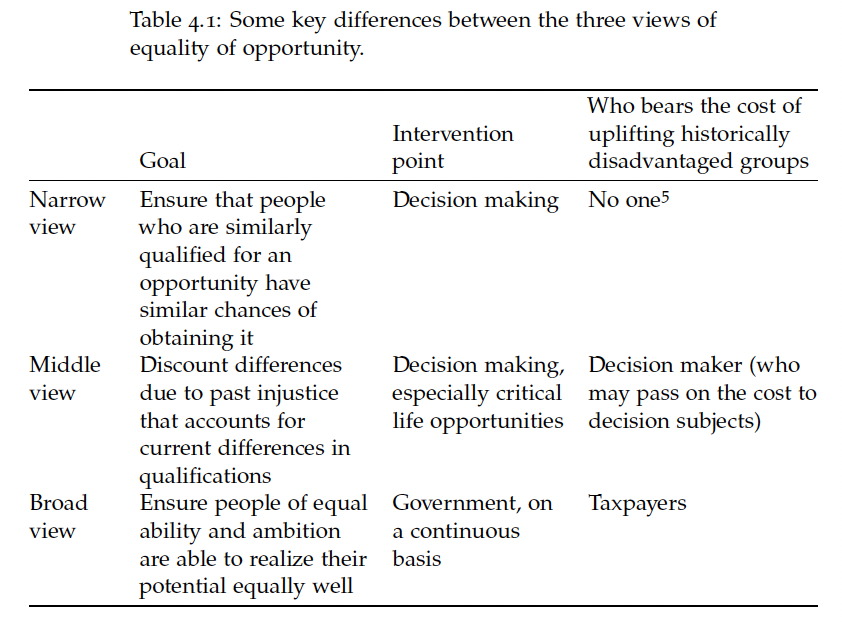 Table 4.1: Some key differences between the three views of
equality of opportunity.
Goal
Intervention
point
Who bears the cost of
uplifting historically
disadvantaged groups
Narrow
view
Ensure that people
who are similarly
qualified for an
opportunity have
similar chances of
obtaining it
Decision making
No one5
Middle
view
Discount differences
due to past injustice
that accounts for
current differences in
qualifications
Decision making,
especially critical
life opportunities
Decision maker (who
may pass on the cost to
decision subjects)
Broad
view
Ensure people of equal
ability and ambition
are able to realize their
potential equally well
Government, on
a continuous
basis
Taxpayers